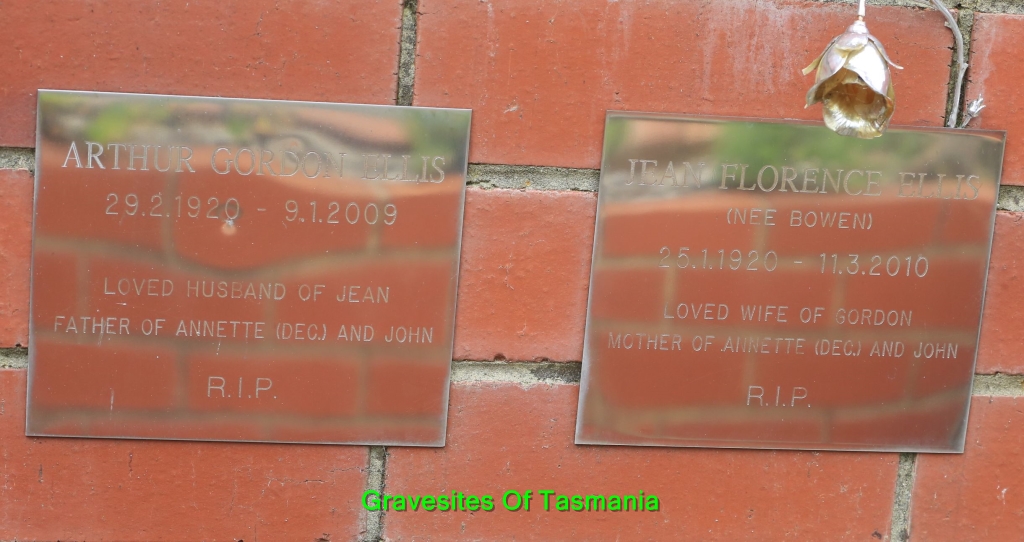 ARTHUR GORDON ELLIS
29.2.1920 - 9.1.2009
LOVED HUSBAND OF JEAN
FATHER OF ANNETTE (DEC.) AND JOHN
R.I.P.
JEAN FLORENCE ELLIS
(NEE BOWEN)
25.1.1920 - 11.3.2010
LOVED WIFE OF GORDON
MOTHER OF ANNETTE (DEC.) AND JOHN
R.I.P.
Gravesites Of Tasmania